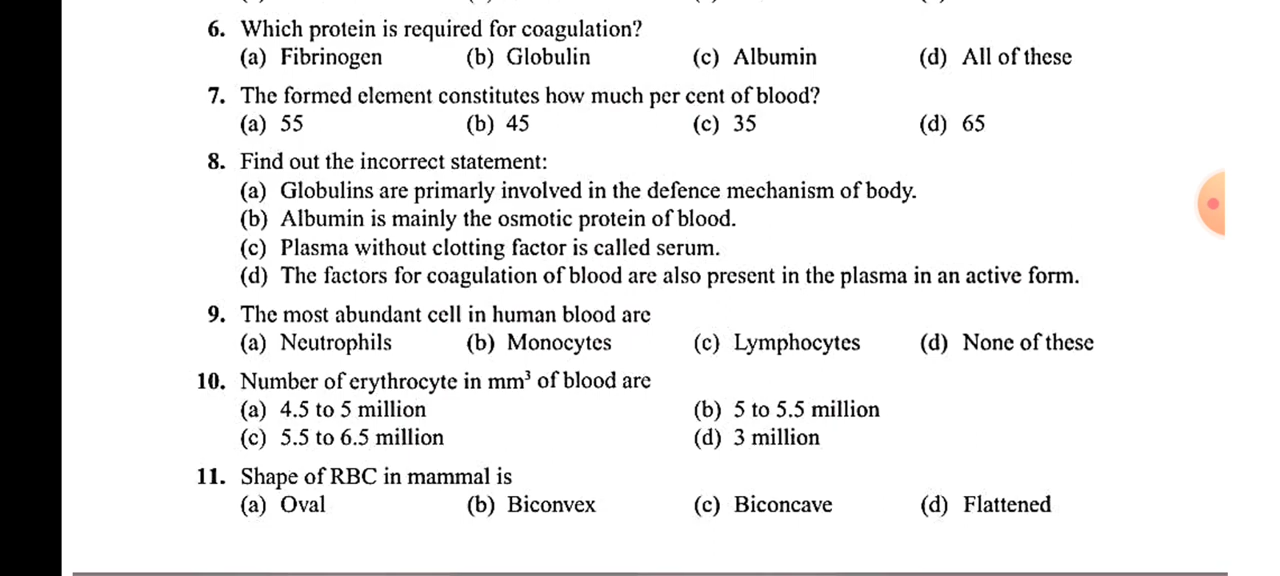 6. Which protein is required for coagulation?
(a) Fibrinogen (b) Globulin (c) Albumin (d) All of these
7. The formed element constitutes how much per cent of blood?
(a) 55 (b) 45 (c) 35 (d) 65
8. Find out the incorrect statement:
(a) Globulins are primarly involved in the defence mechanism of body.
(b) Albumin is mainly the osmotic protein of blood.
(c) Plasma without clotting factor is called serum.
(d) The factors for coagulation of blood are also present in the plasma in an active form.
9. The most abundant cell in human blood are
(a) Neutrophils (b) Monocytes (c) Lymphocytes (d) None of these
10. Number of erythrocyte in mm³ of blood are
(a) 4.5 to 5 million (b) 5 to 5.5 million
(c) 5.5 to 6.5 million (d) 3 million
11. Shape of RBC in mammal is
(a) Oval (b) Biconvex (c) Biconcave (d) Flattened